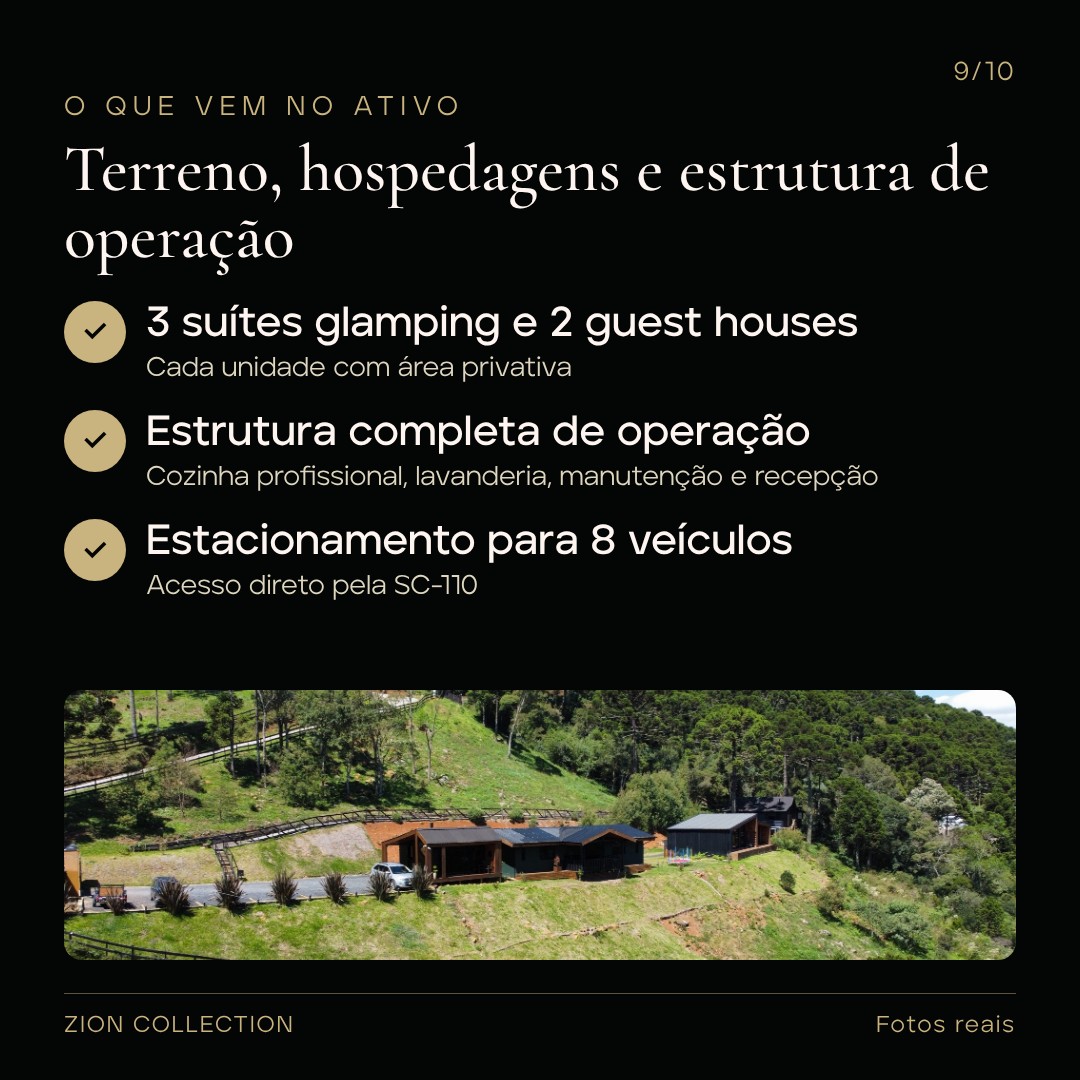 9/10
O QUE VEM NO ATIVO
Terreno, hospedagens e estrutura de
operação
3 suítes glamping e 2 guest houses
Cada unidade com área privativa
Estrutura completa de operação
Cozinha profissional, lavanderia, manutenção e recepção
Estacionamento para 8 veículos
Acesso direto pela SC-110
ZION COLLECTION
Fotos reais